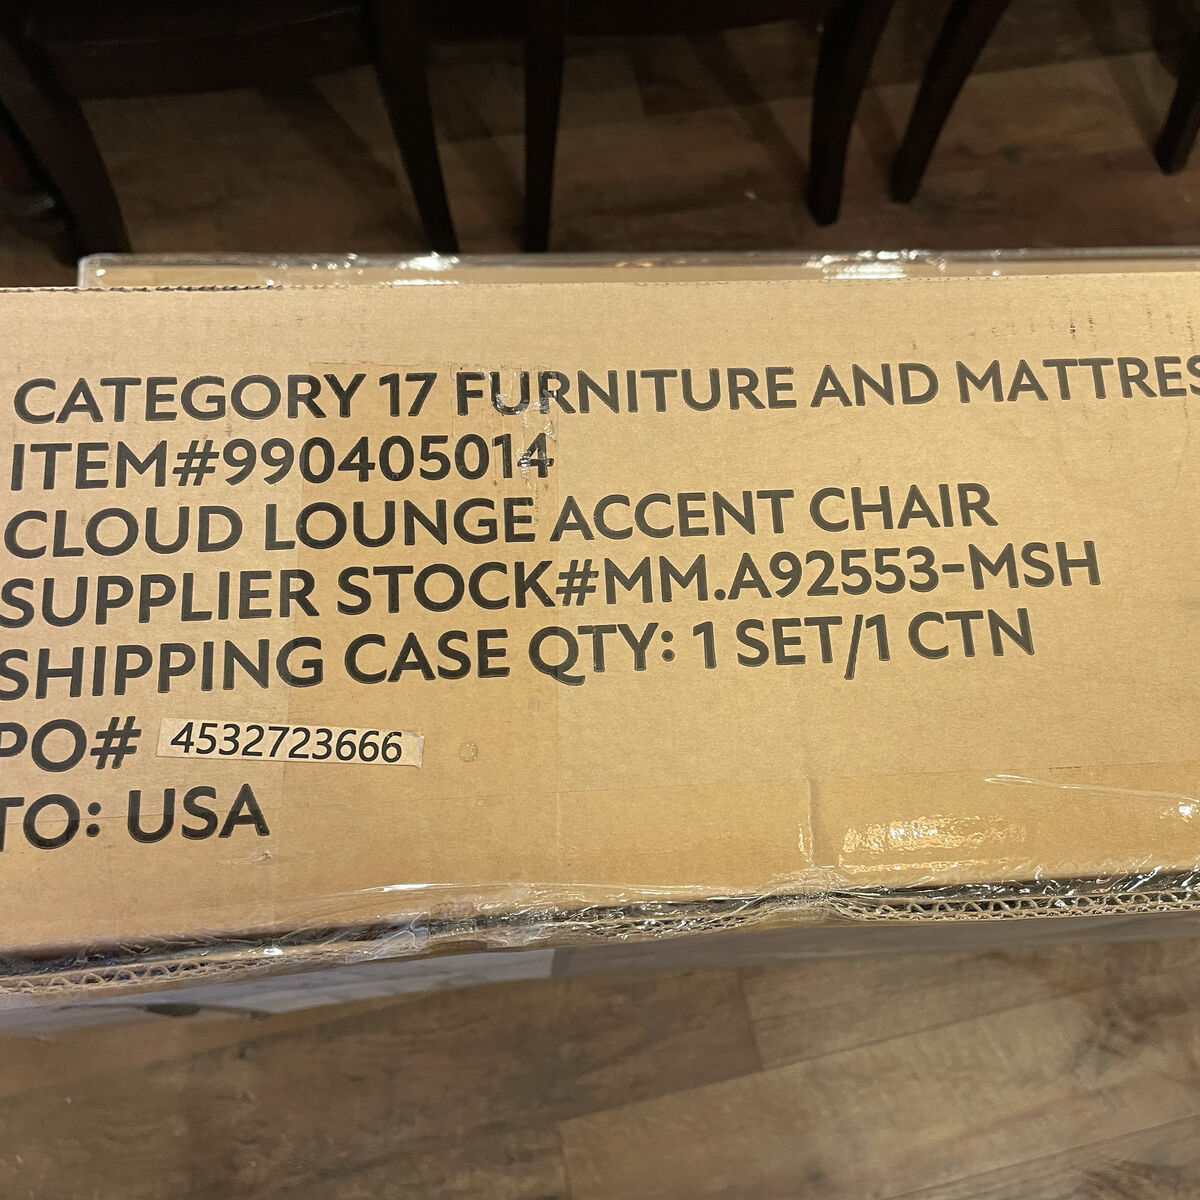 CATEGORY 17 FURNITURE AND MATTRES
ITEM#990405014
CLOUD LOUNGE ACCENT CHAIR
SUPPLIER STOCK#MM.A92553-MSH
SHIPPING CASE QTY: 1 SET/1 CTN
PO# 4532723666
TO: USA